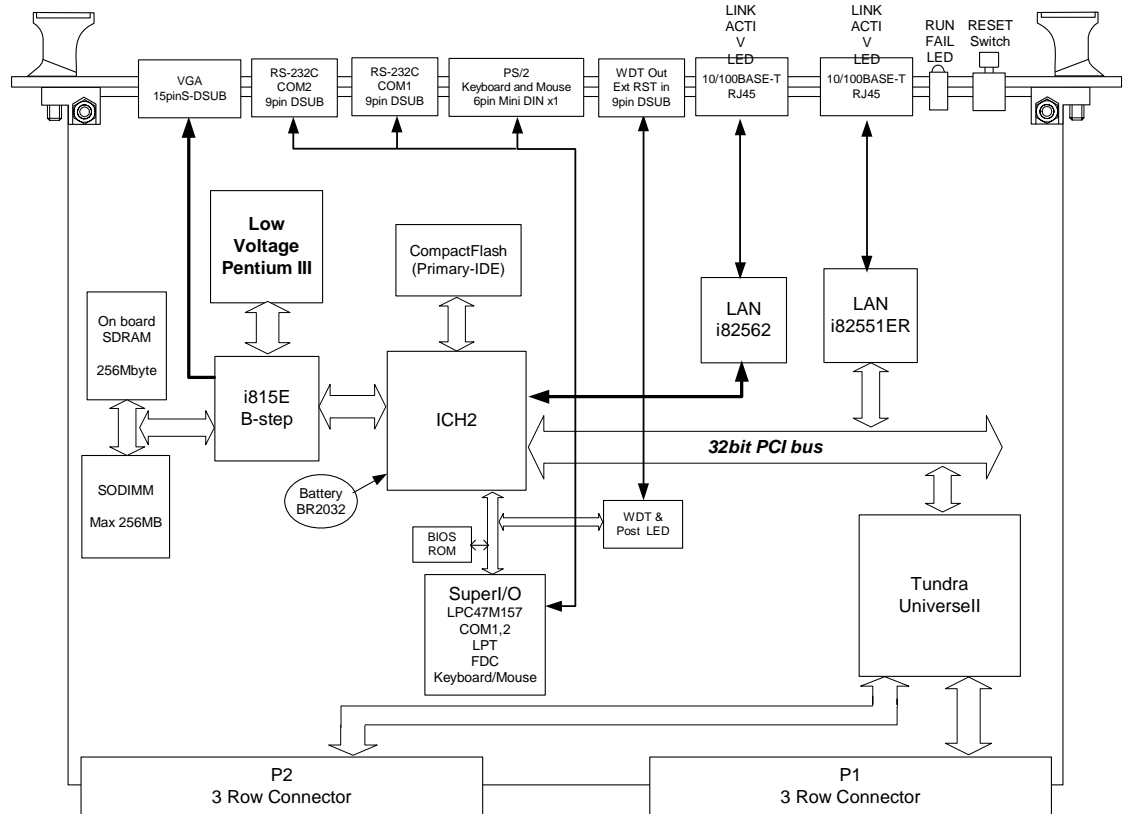 LINK
ACTI
V
LED
LINK
ACTI
V
LED
RUN
FAIL
LED
RESET
Switch
VGA
15pinS-DSUB
RS-232C
COM2
9pin DSUB
RS-232C
COM1
9pin DSUB
PS/2
Keyboard and Mouse
6pin Mini DIN x1
WDT Out
Ext RST in
9pin DSUB
10/100BASE-T
RJ45
10/100BASE-T
RJ45
Low
Voltage
Pentium III
CompactFlash
(Primary-IDE)
LAN
i82562
LAN
i82551ER
On board
SDRAM
256Mbyte
i815E
B-step
ICH2
32bit PCI bus
SODIMM
Max 256MB
Battery
BR2032
BIOS
ROM
WDT &
Post LED
SuperI/O
LPC47M157
COM1,2
LPT
FDC
Keyboard/Mouse
Tundra
UniverseII
P2
3 Row Connector
P1
3 Row Connector